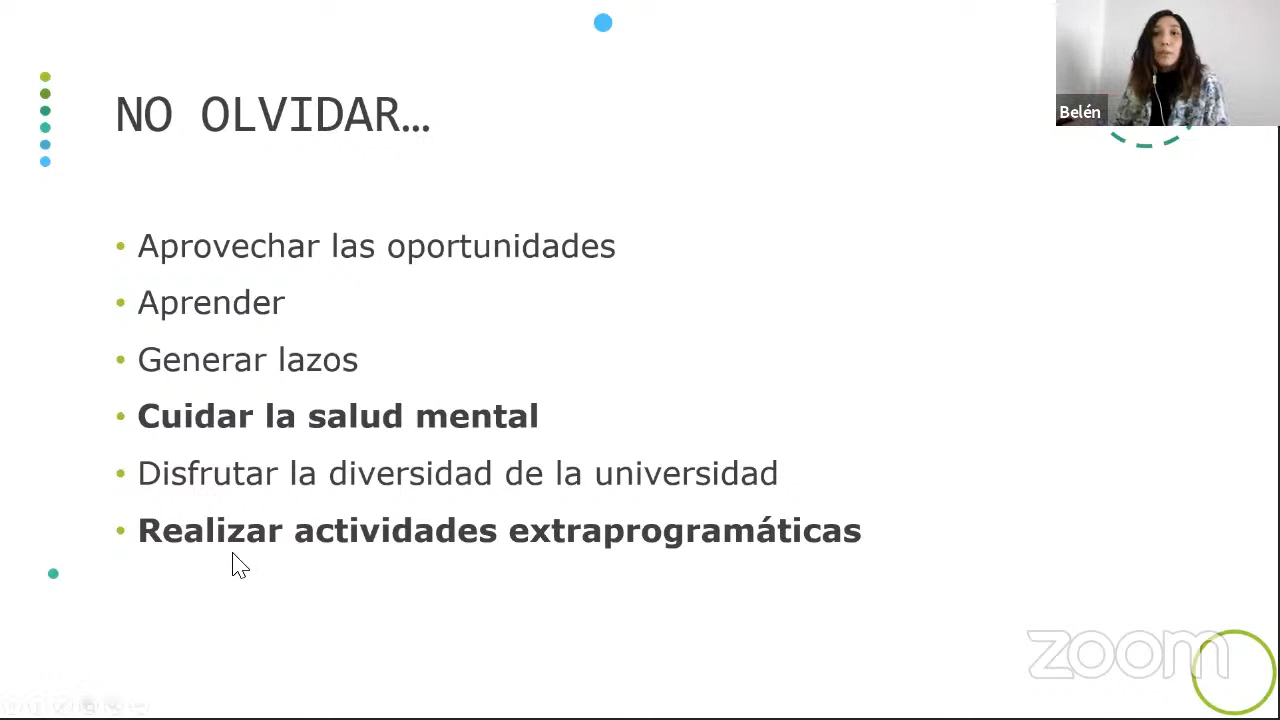 NO OLVIDAR…
Belén
• Aprovechar las oportunidades
• Aprender
• Generar lazos
• Cuidar la salud mental
• Disfrutar la diversidad de la universidad
• Realizar actividades extraprogramáticas
zoom